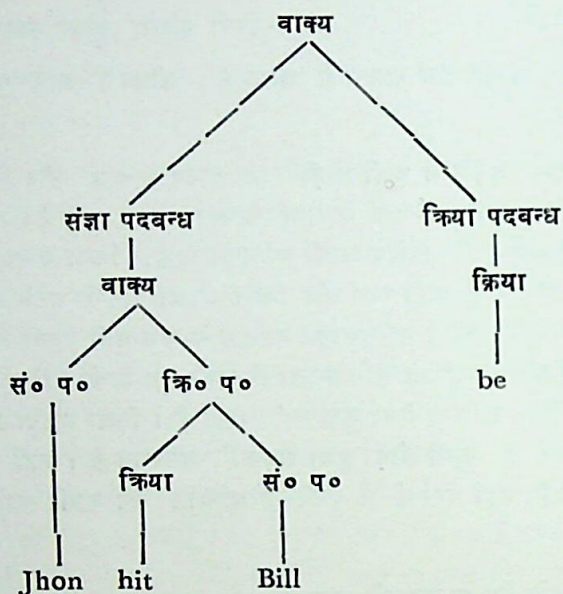 वाक्य
संज्ञा पदबन्ध क्रिया पदबन्ध
वाक्य क्रिया
सं० प० क्रि० प० be
क्रिया सं० प०
Jhon hit Bill